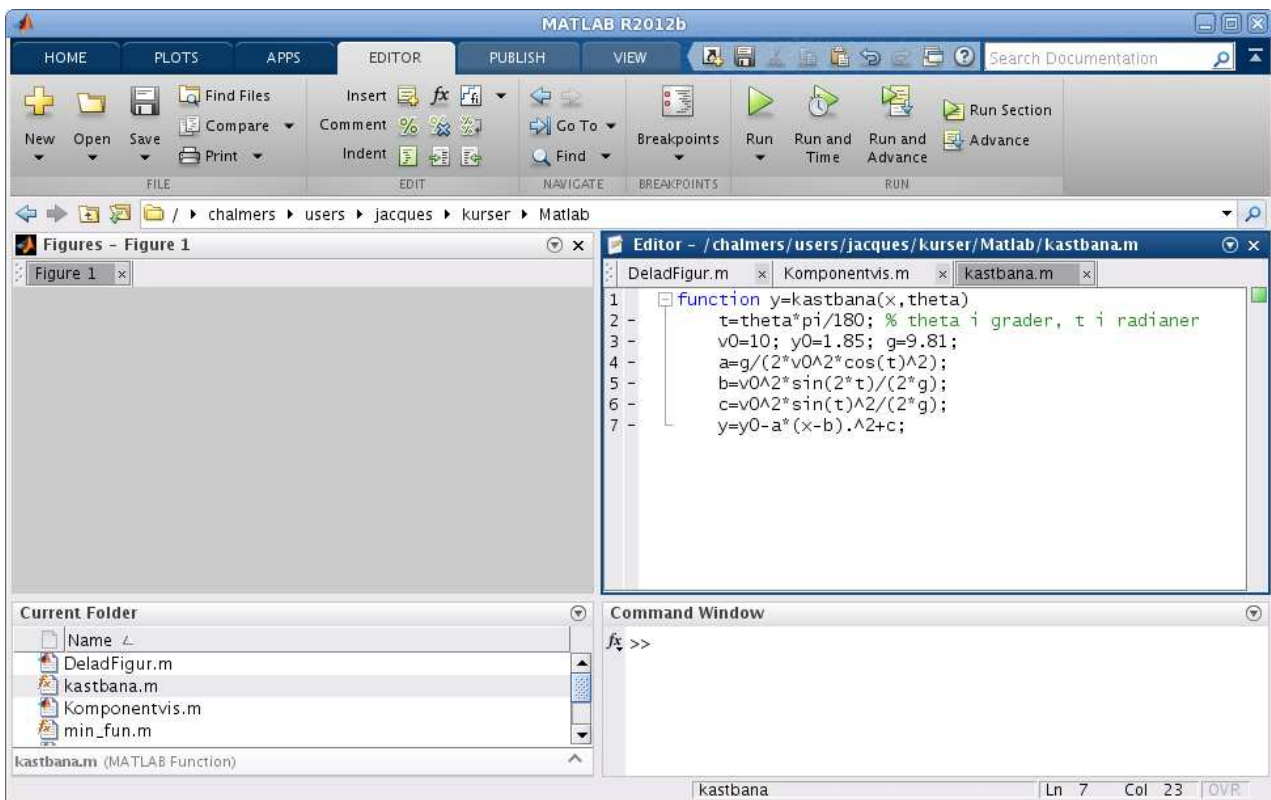 MATLAB R2012b
HOME PLOTS APPS EDITOR PUBLISH VIEW Search Documentation
New Open Save Find Files Compare Print
Insert fx Comment Indent
Go To Find
Breakpoints
Run Run and Time Run and Advance Run Section Advance
FILE EDIT NAVIGATE BREAKPOINTS RUN
/ chalmers users jacques kurser Matlab
Figures - Figure 1
Figure 1
Editor - /chalmers/users/jacques/kurser/Matlab/kastbana.m
DeladFigur.m Komponentvis.m kastbana.m
1 function y=kastbana(x,theta)
2 - t=theta*pi/180; % theta i grader, t i radianer
3 - v0=10; y0=1.85; g=9.81;
4 - a=g/(2*v0^2*cos(t)^2);
5 - b=v0^2*sin(2*t)/(2*g);
6 - c=v0^2*sin(t)^2/(2*g);
7 - y=y0-a*(x-b).^2+c;
Current Folder
Name
DeladFigur.m
kastbana.m
Komponentvis.m
min_fun.m
kastbana.m (MATLAB Function)
Command Window
fx >>
kastbana Ln 7 Col 23 OVR